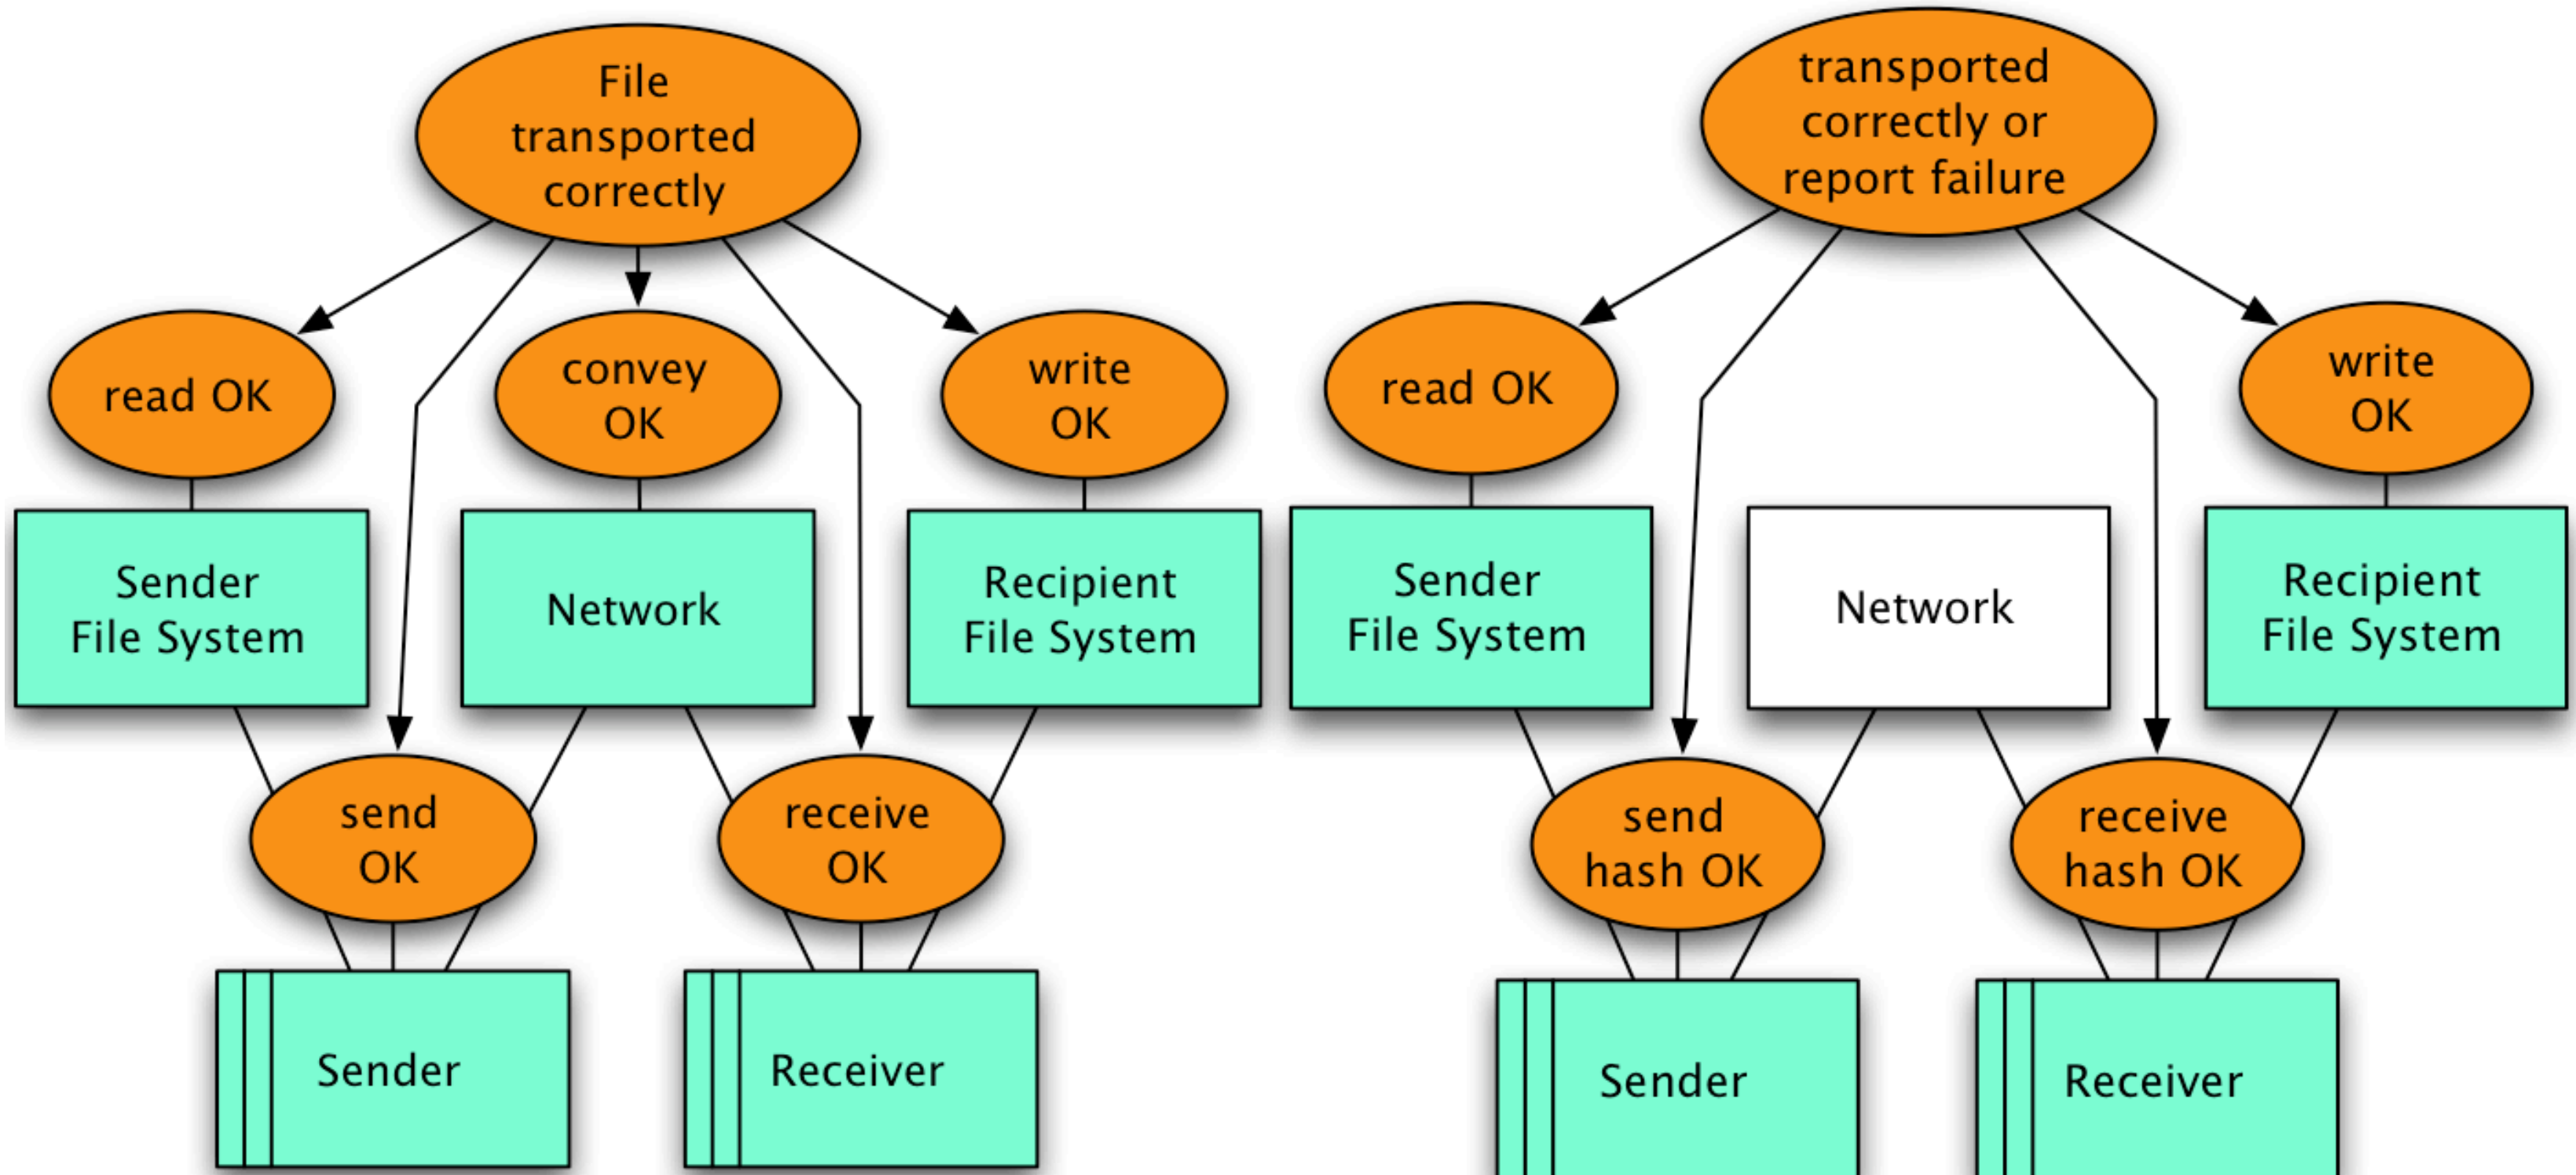 File
transported
correctly
read OK
convey
OK
write
OK
Sender
File System
Network
Recipient
File System
send
OK
receive
OK
Sender
Receiver
transported
correctly or
report failure
read OK
write
OK
Sender
File System
Network
Recipient
File System
send
hash OK
receive
hash OK
Sender
Receiver